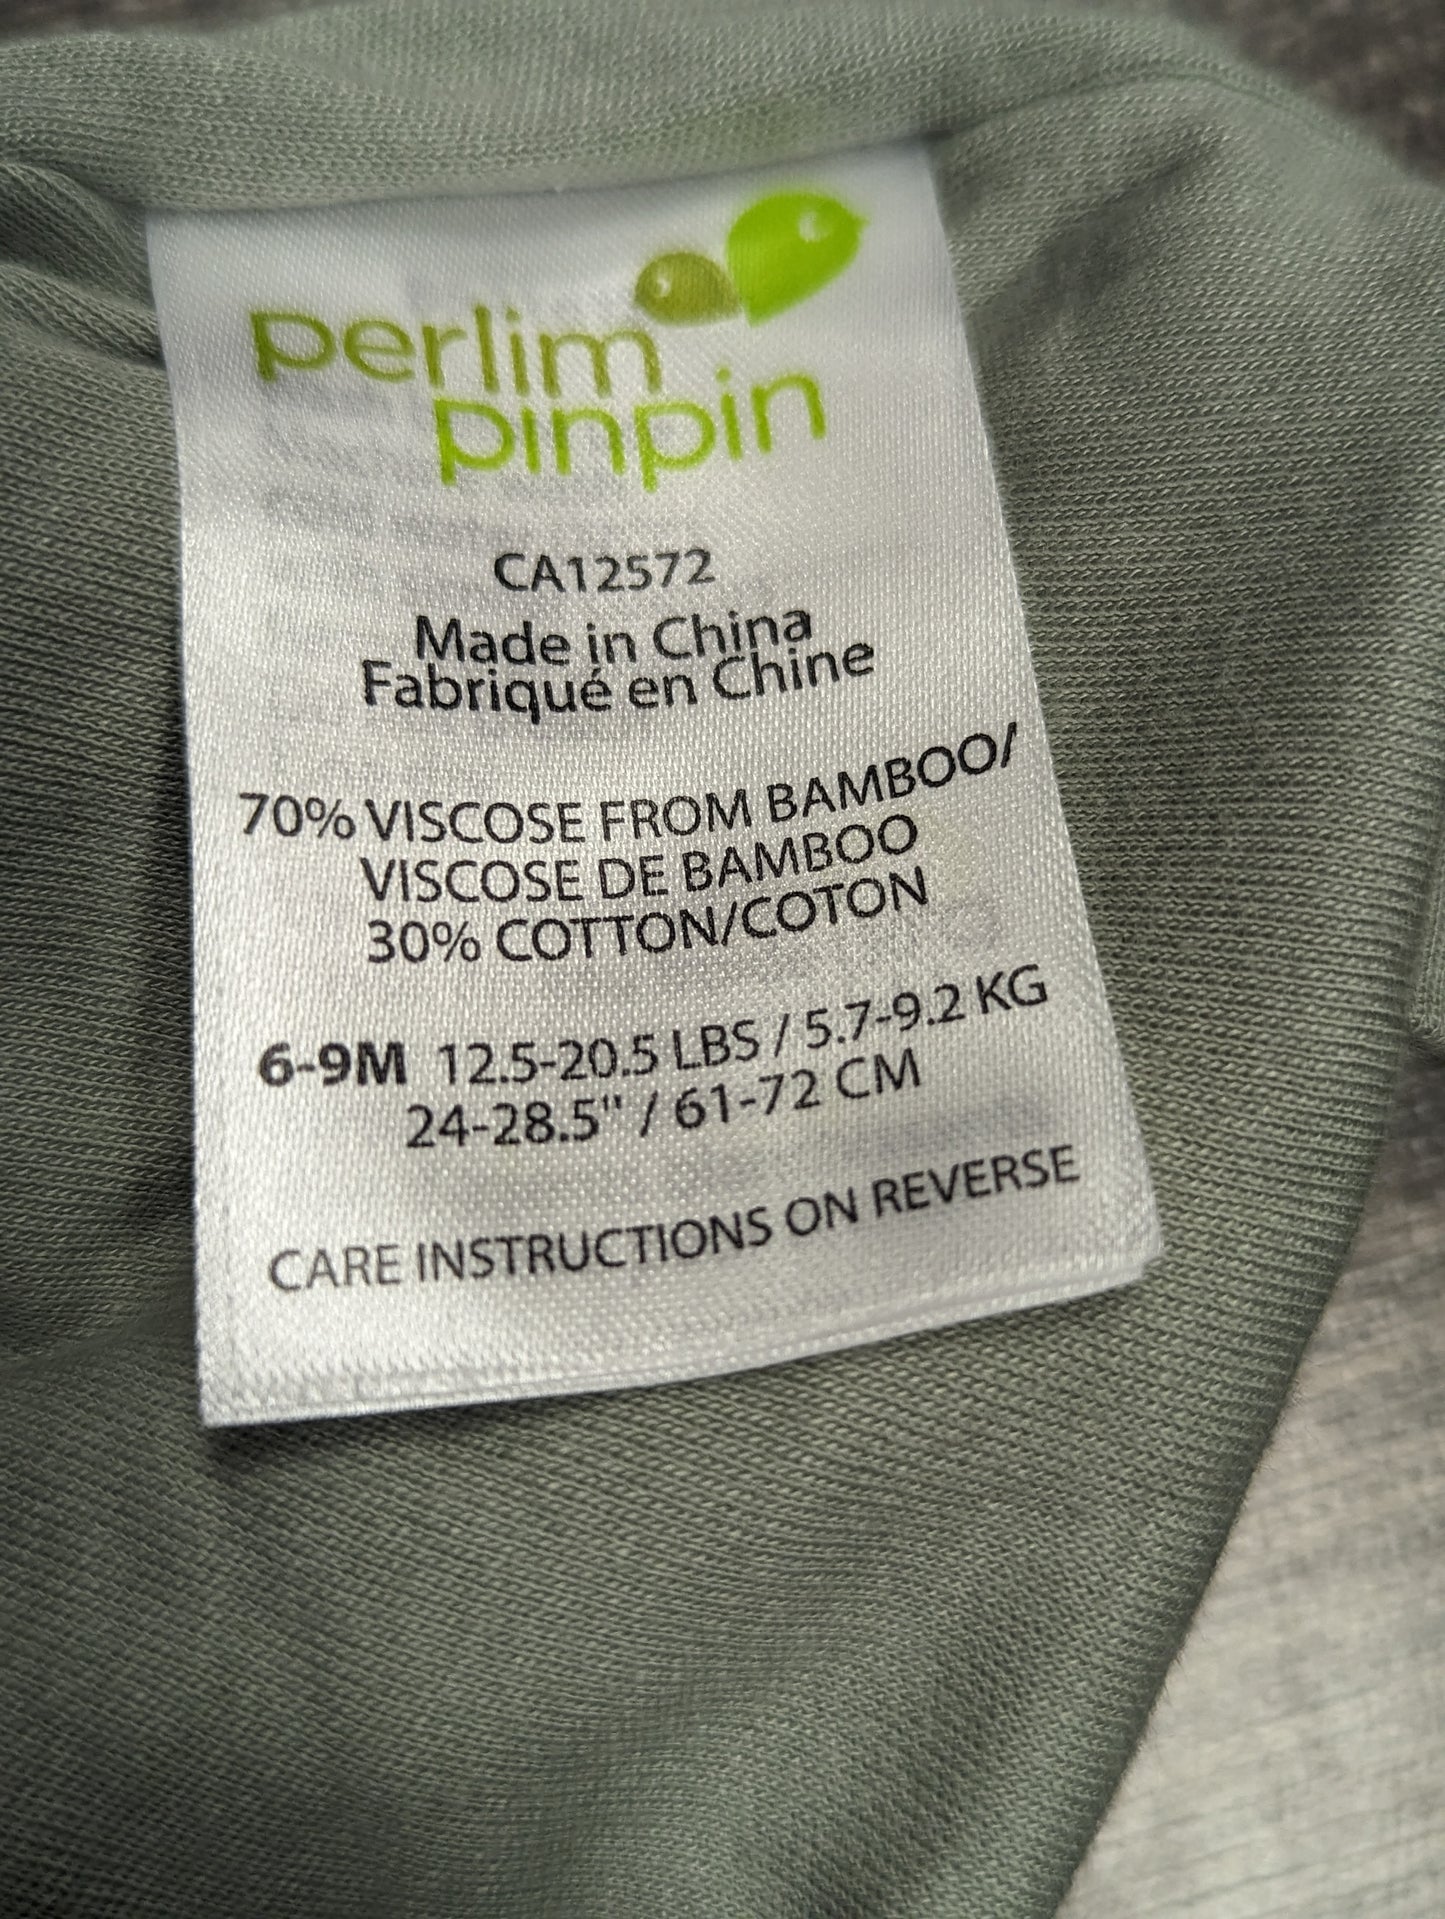 perlim
pinpin
CA12572
Made in China
Fabriqué en Chine
70% VISCOSE FROM BAMBOO/
VISCOSE DE BAMBOO
30% COTTON/COTON
6-9M 12.5-20.5 LBS / 5.7-9.2 KG
24-28.5" / 61-72 CM
CARE INSTRUCTIONS ON REVERSE